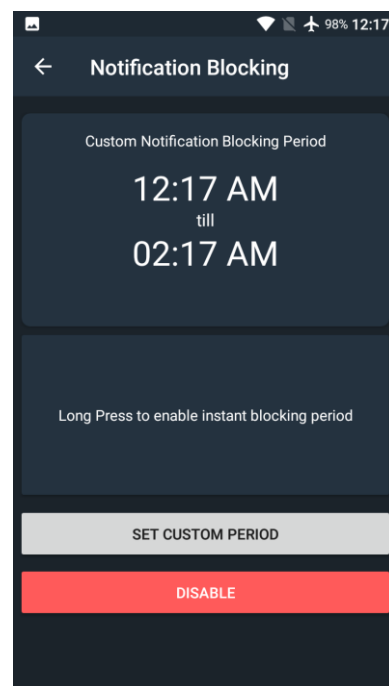 98% 12:17
Notification Blocking
Custom Notification Blocking Period
12:17 AM
till
02:17 AM
Long Press to enable instant blocking period
SET CUSTOM PERIOD
DISABLE